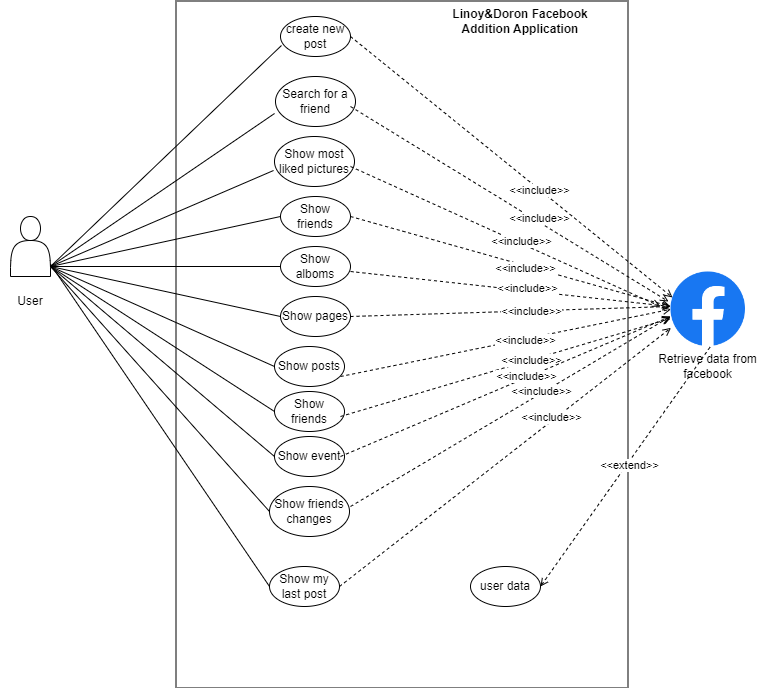 Linoy&Doron Facebook
Addition Application
create new
post
Search for a
friend
Show most
liked pictures
<<include>>
<<include>>
Show
friends
<<include>>
Show
alboms
<<include>>
<<include>>
User
Show pages
<<include>>
<<include>>
Show posts
<<include>>
Retrieve data from
facebook
<<include>>
<<include>>
Show
friends
<<include>>
Show event
<<extend>>
Show friends
changes
Show my
last post
user data